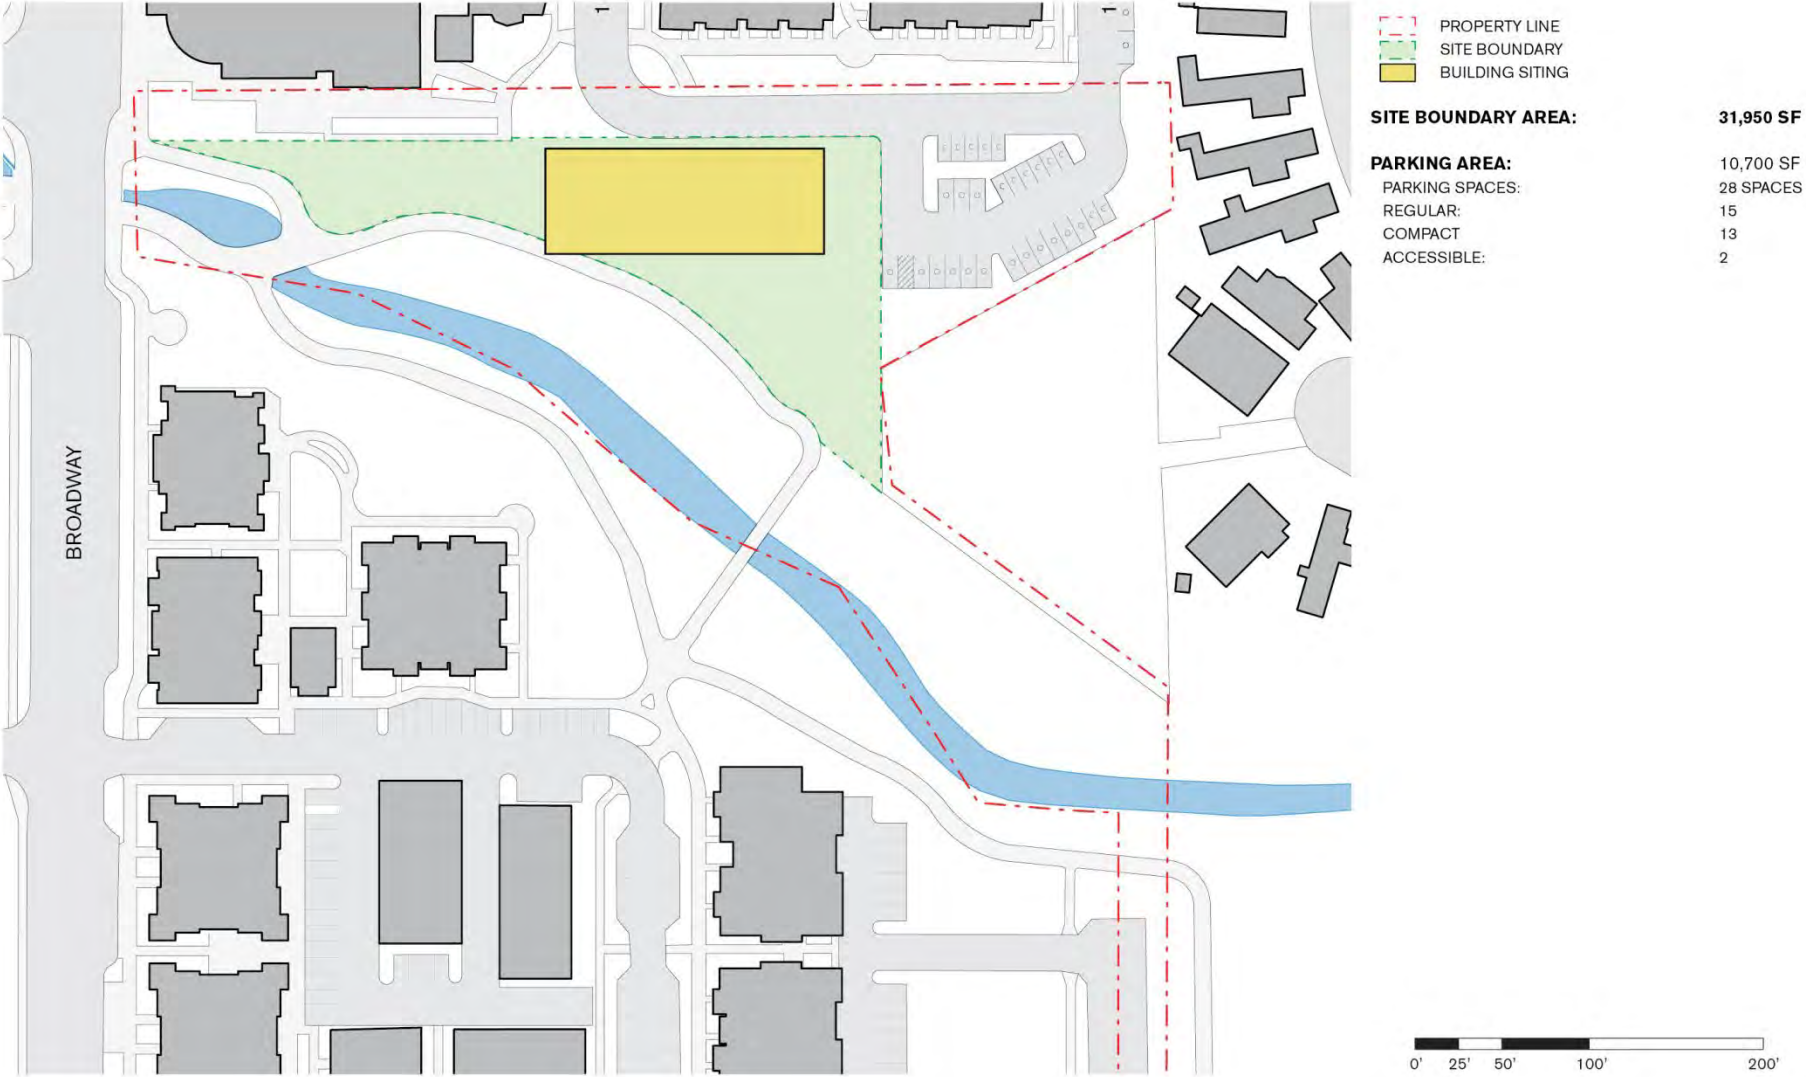 PROPERTY LINE
SITE BOUNDARY
BUILDING SITING
SITE BOUNDARY AREA: 31,950 SF
PARKING AREA: 10,700 SF
PARKING SPACES: 28 SPACES
REGULAR: 15
COMPACT 13
ACCESSIBLE: 2
BROADWAY
0' 25' 50' 100' 200'